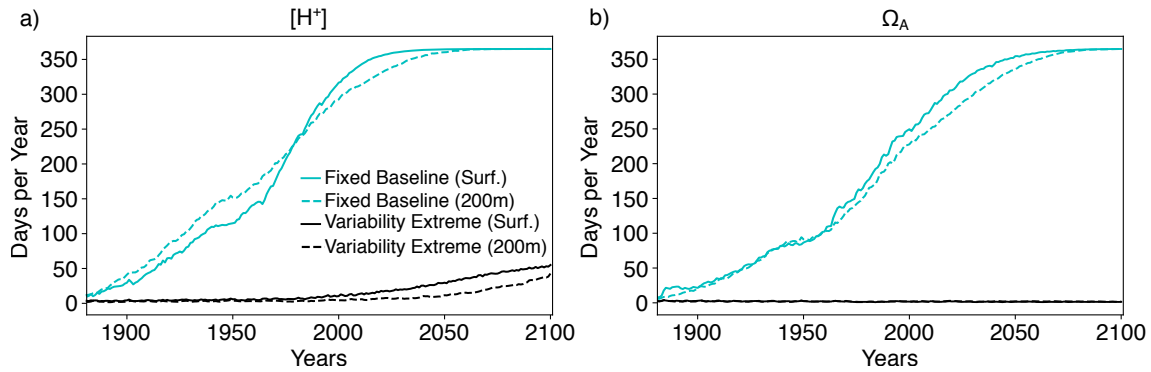 a)
[H⁺]
Days per Year
350
300
250
200
150
100
50
0
Fixed Baseline (Surf.)
Fixed Baseline (200m)
Variability Extreme (Surf.)
Variability Extreme (200m)
1900
1950
2000
2050
2100
Years
b)
Ω_A
Days per Year
350
300
250
200
150
100
50
0
1900
1950
2000
2050
2100
Years